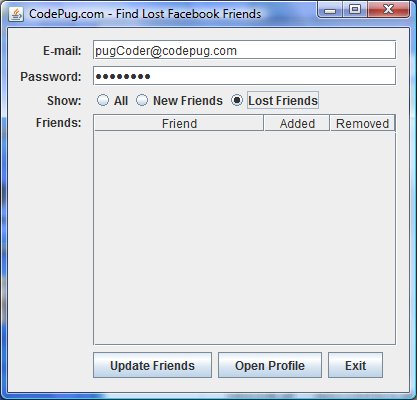 CodePug.com - Find Lost Facebook Friends
E-mail: pugCoder@codepug.com
Password: ●●●●●●●●
Show: All New Friends Lost Friends
Friends: Friend Added Removed
Update Friends Open Profile Exit